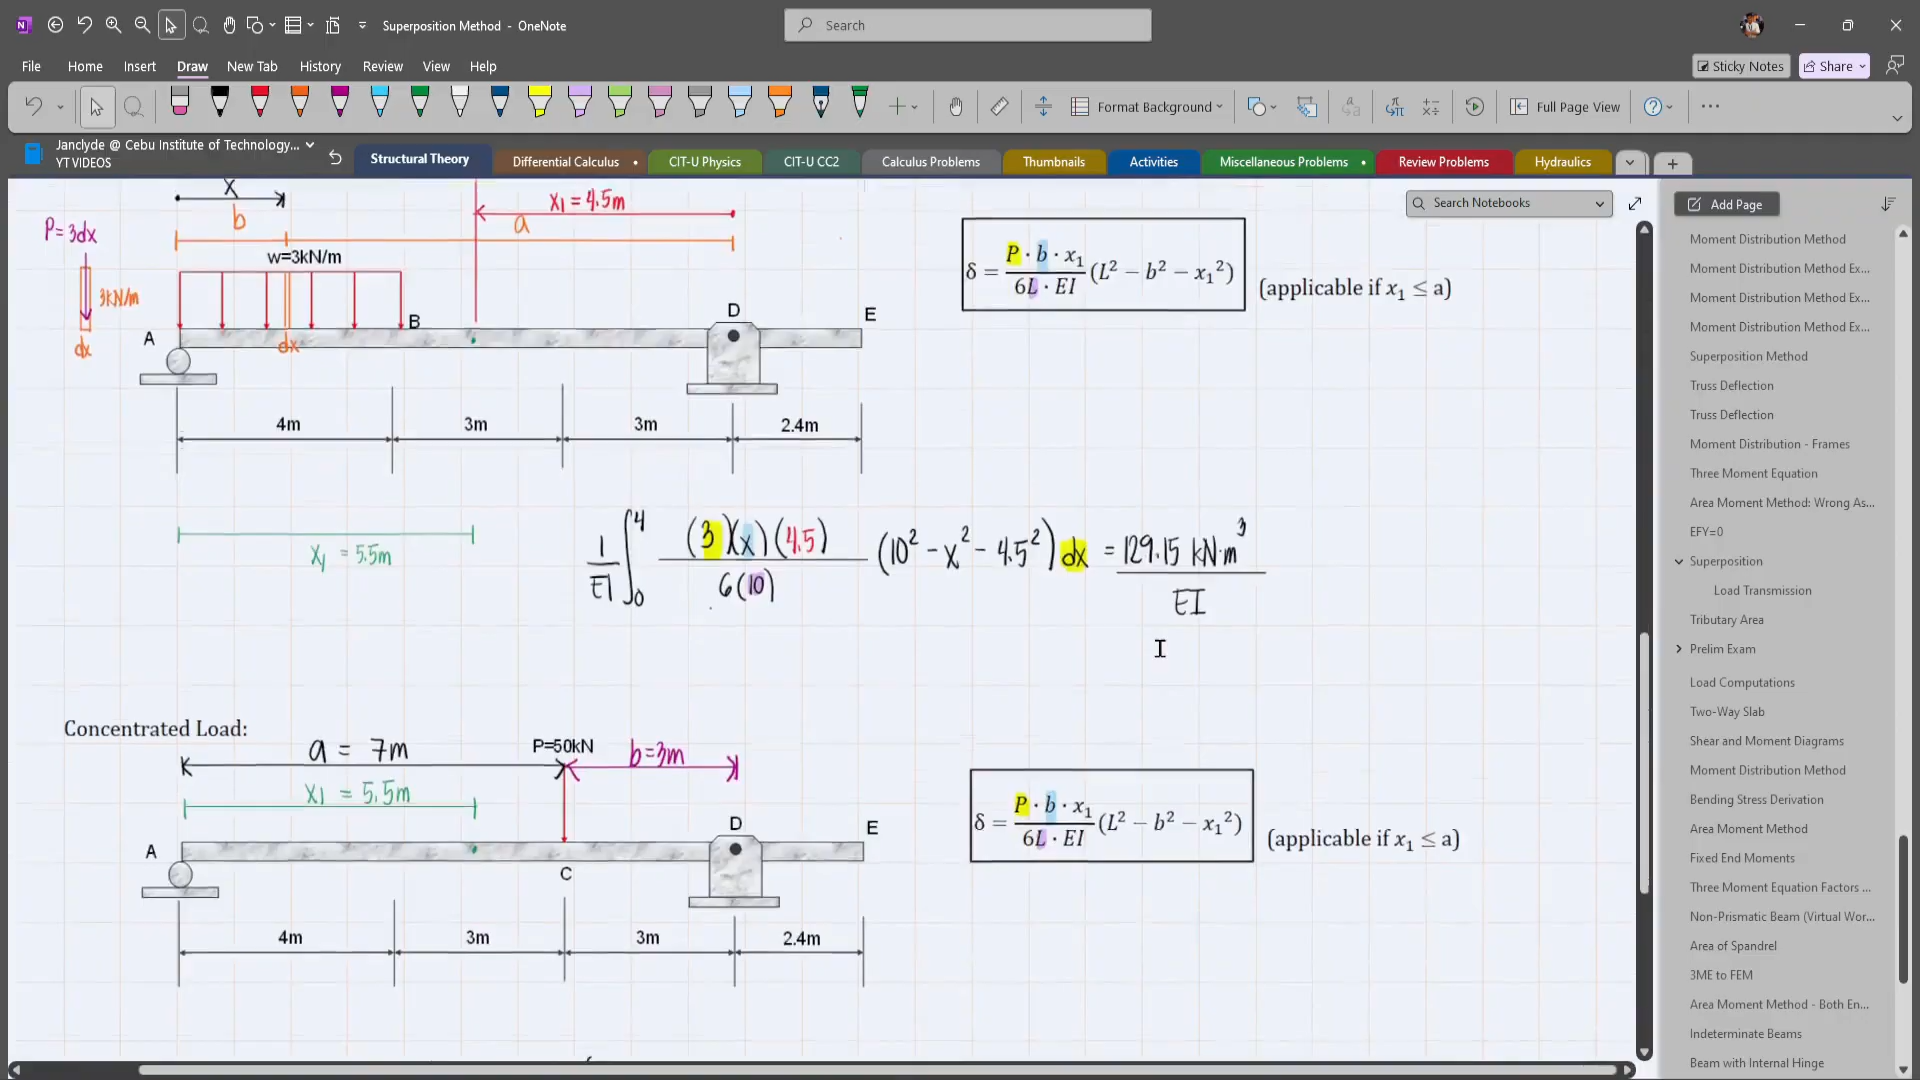 Superposition Method - OneNote
Search
File Home Insert Draw New Tab History Review View Help
Sticky Notes
Share
Format Background
Full Page View
Janclyde @ Cebu Institute of Technology...
YT VIDEOS
Structural Theory
Differential Calculus
CIT-U Physics
CIT-U CC2
Calculus Problems
Thumbnails
Activities
Miscellaneous Problems
Review Problems
Hydraulics
Search Notebooks
Add Page
x
b
x₁ = 4.5m
a
P = 3dx
w=3kN/m
3kN/m
dx
A
dx
B
D
E
4m 3m 3m 2.4m
δ = P · b · x₁ / 6L · EI (L² − b² − x₁²) (applicable if x₁ ≤ a)
x₁ = 5.5m
1/EI ∫₀⁴ (3)(x)(4.5) / 6(10) (10² − x² − 4.5²) dx = 129.15 kN·m³ / EI
Concentrated Load:
a = 7m
P=50kN
b=3m
x₁ = 5.5m
A
C
D
E
4m 3m 3m 2.4m
δ = P · b · x₁ / 6L · EI (L² − b² − x₁²) (applicable if x₁ ≤ a)
Moment Distribution Method
Moment Distribution Method Ex...
Moment Distribution Method Ex...
Moment Distribution Method Ex...
Superposition Method
Truss Deflection
Truss Deflection
Moment Distribution - Frames
Three Moment Equation
Area Moment Method: Wrong As...
EFY=0
Superposition
Load Transmission
Tributary Area
Prelim Exam
Load Computations
Two-Way Slab
Shear and Moment Diagrams
Moment Distribution Method
Bending Stress Derivation
Area Moment Method
Fixed End Moments
Three Moment Equation Factors ...
Non-Prismatic Beam (Virtual Wor...
Area of Spandrel
3ME to FEM
Area Moment Method - Both En...
Indeterminate Beams
Beam with Internal Hinge